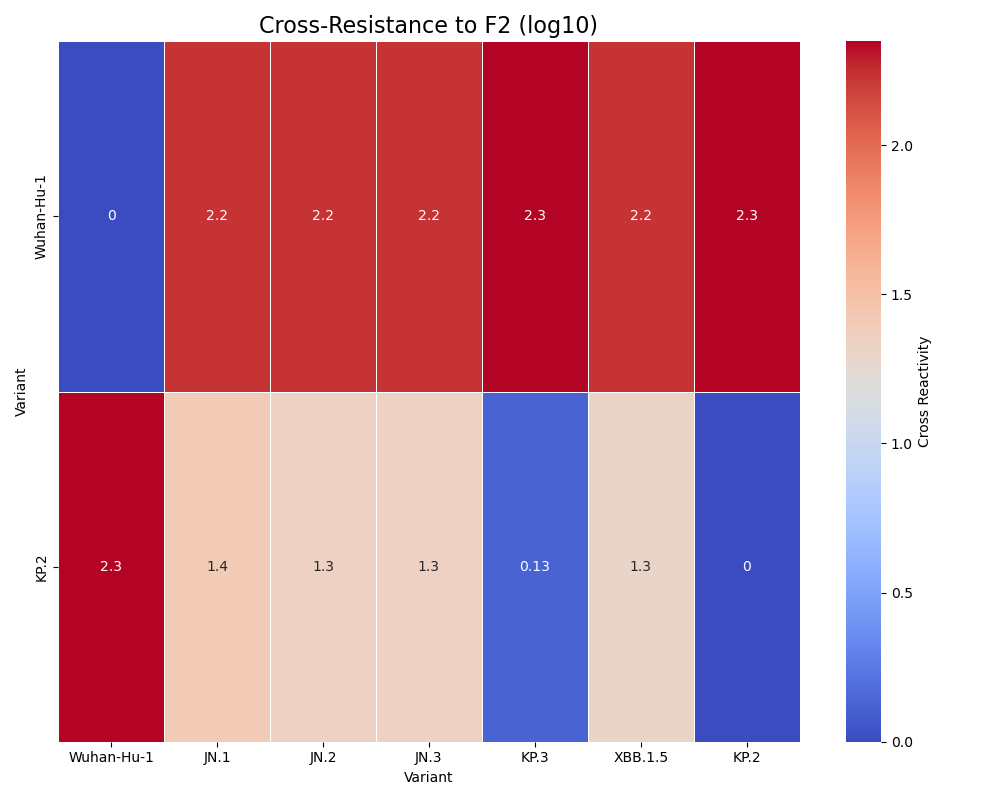 Cross-Resistance to F2 (log10)
Variant
Wuhan-Hu-1
0 2.2 2.2 2.2 2.3 2.2 2.3
KP.2
2.3 1.4 1.3 1.3 0.13 1.3 0
Wuhan-Hu-1 JN.1 JN.2 JN.3 KP.3 XBB.1.5 KP.2
Variant
2.0
1.5
1.0
0.5
0.0
Cross Reactivity